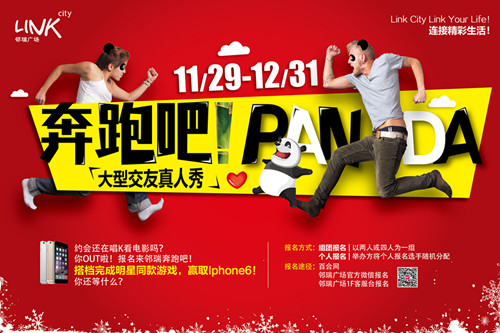 LINK city
邻瑞广场
Link City Link Your Life!
连接精彩生活!
11/29-12/31
奔跑吧!PANDA
「大型交友真人秀」
约会还在唱K看电影吗?
你OUT啦!报名来邻瑞奔跑吧!
搭档完成明星同款游戏,赢取Iphone6!
你还等什么?
报名方式:组团报名 | 以两人或四人为一组
个人报名 | 举办方将个人报名选手随机分配
报名途径:百合网
邻瑞广场官方微信报名
邻瑞广场1F客服台报名